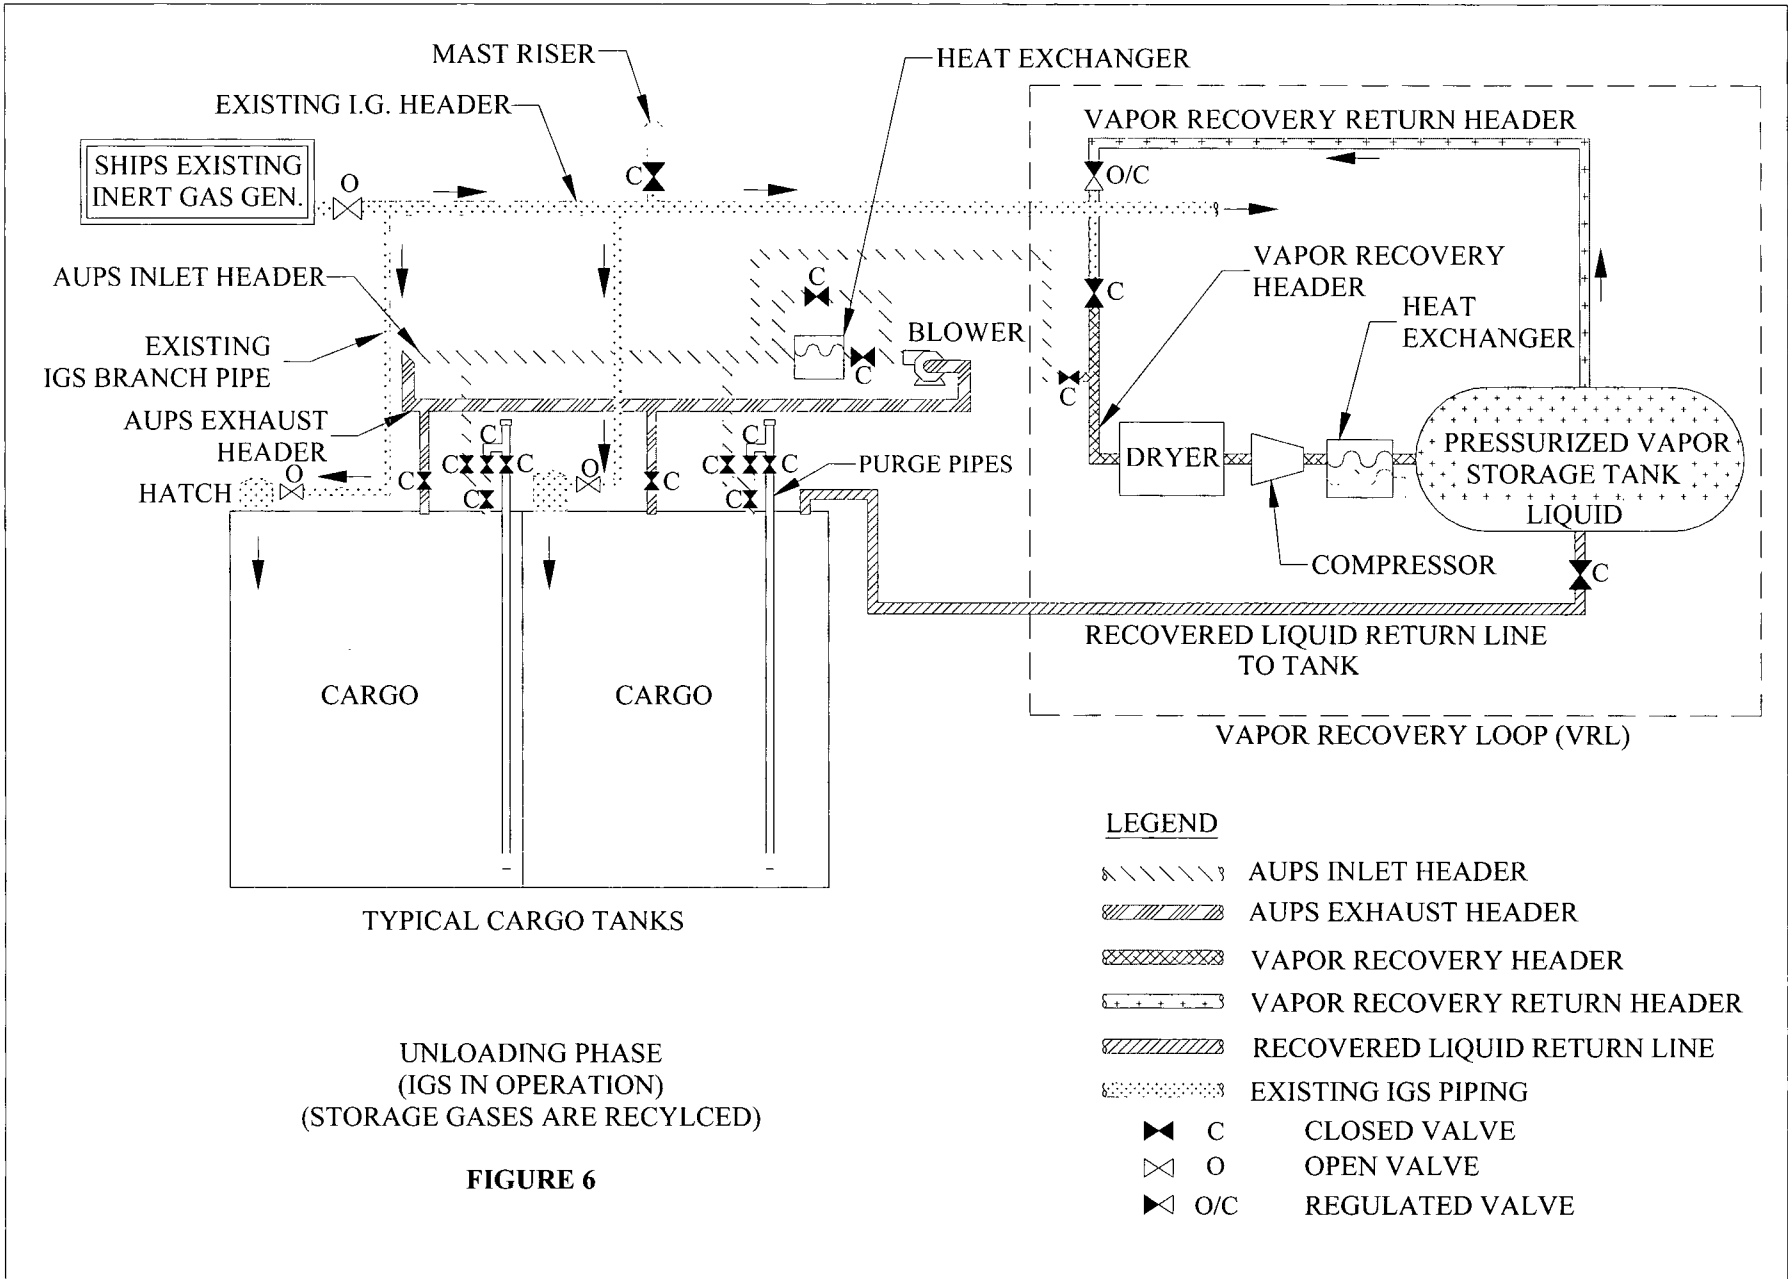 MAST RISER
HEAT EXCHANGER
EXISTING I.G. HEADER
VAPOR RECOVERY RETURN HEADER
SHIPS EXISTING
INERT GAS GEN.
O
C
O/C
AUPS INLET HEADER
C
C
VAPOR RECOVERY
HEADER
HEAT
EXCHANGER
EXISTING
IGS BRANCH PIPE
BLOWER
C
C
AUPS EXHAUST
HEADER
C
C
C
C
C
C
O
O
C
C
C
C
HATCH
PURGE PIPES
DRYER
PRESSURIZED VAPOR
STORAGE TANK
LIQUID
COMPRESSOR
C
RECOVERED LIQUID RETURN LINE
TO TANK
CARGO
CARGO
VAPOR RECOVERY LOOP (VRL)
TYPICAL CARGO TANKS
LEGEND
AUPS INLET HEADER
AUPS EXHAUST HEADER
VAPOR RECOVERY HEADER
VAPOR RECOVERY RETURN HEADER
RECOVERED LIQUID RETURN LINE
EXISTING IGS PIPING
C CLOSED VALVE
O OPEN VALVE
O/C REGULATED VALVE
UNLOADING PHASE
(IGS IN OPERATION)
(STORAGE GASES ARE RECYLCED)
FIGURE 6